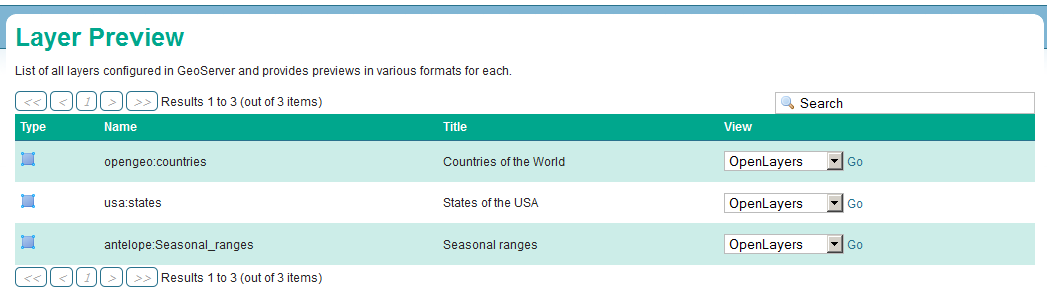 Layer Preview
List of all layers configured in GeoServer and provides previews in various formats for each.
<< < 1 > >> Results 1 to 3 (out of 3 items) Search
Type Name Title View
opengeo:countries Countries of the World OpenLayers Go
usa:states States of the USA OpenLayers Go
antelope:Seasonal_ranges Seasonal ranges OpenLayers Go
<< < 1 > >> Results 1 to 3 (out of 3 items)